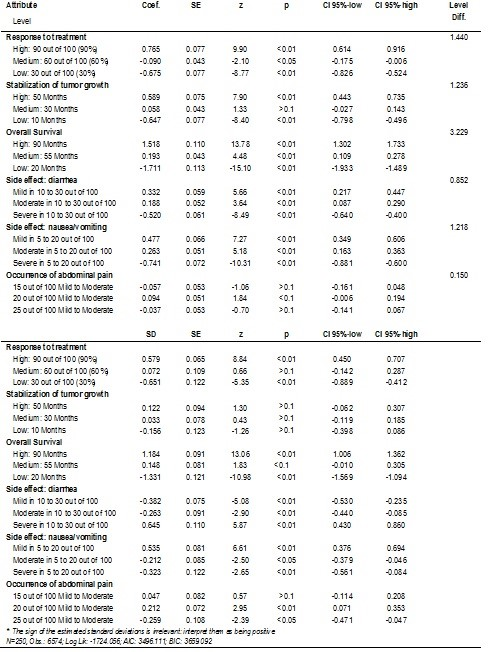 Attribute Coef. SE z p CI 95%-low CI 95%-high Level
Level Diff.
Response to treatment 1.440
High: 90 out of 100 (90%) 0.765 0.077 9.90 <0.01 0.614 0.916
Medium: 60 out of 100 (60 %) -0.090 0.043 -2.10 <0.05 -0.175 -0.006
Low: 30 out of 100 (30%) -0.675 0.077 -8.77 <0.01 -0.826 -0.524
Stabilization of tumor growth 1.236
High: 50 Months 0.589 0.075 7.90 <0.01 0.443 0.735
Medium: 30 Months 0.058 0.043 1.33 >0.1 -0.027 0.143
Low: 10 Months -0.647 0.077 -8.40 <0.01 -0.798 -0.496
Overall Survival 3.229
High: 90 Months 1.518 0.110 13.78 <0.01 1.302 1.733
Medium: 55 Months 0.193 0.043 4.48 <0.01 0.109 0.278
Low: 20 Months -1.711 0.113 -15.10 <0.01 -1.933 -1.489
Side effect: diarrhea 0.852
Mild in 10 to 30 out of 100 0.332 0.059 5.66 <0.01 0.217 0.447
Moderate in 10 to 30 out of 100 0.188 0.052 3.64 <0.01 0.087 0.290
Severe in 10 to 30 out of 100 -0.520 0.061 -8.49 <0.01 -0.640 -0.400
Side effect: nausea/vomiting 1.218
Mild in 5 to 20 out of 100 0.477 0.066 7.27 <0.01 0.349 0.606
Moderate in 5 to 20 out of 100 0.263 0.051 5.18 <0.01 0.163 0.363
Severe in 5 to 20 out of 100 -0.741 0.072 -10.31 <0.01 -0.881 -0.600
Occurrence of abdominal pain 0.150
15 out of 100 Mild to Moderate -0.057 0.053 -1.06 >0.1 -0.161 0.048
20 out of 100 Mild to Moderate 0.094 0.051 1.84 <0.1 -0.006 0.194
25 out of 100 Mild to Moderate -0.037 0.053 -0.70 >0.1 -0.141 0.067
SD SE z p CI 95%-low CI 95%-high
Response to treatment
High: 90 out of 100 (90%) 0.579 0.065 8.84 <0.01 0.450 0.707
Medium: 60 out of 100 (60 %) 0.072 0.109 0.66 >0.1 -0.142 0.287
Low: 30 out of 100 (30%) -0.651 0.122 -5.35 <0.01 -0.889 -0.412
Stabilization of tumor growth
High: 50 Months 0.122 0.094 1.30 >0.1 -0.062 0.307
Medium: 30 Months 0.033 0.078 0.43 >0.1 -0.119 0.185
Low: 10 Months -0.156 0.123 -1.26 >0.1 -0.398 0.086
Overall Survival
High: 90 Months 1.184 0.091 13.06 <0.01 1.006 1.362
Medium: 55 Months 0.148 0.081 1.83 <0.1 -0.010 0.305
Low: 20 Months -1.331 0.121 -10.98 <0.01 -1.569 -1.094
Side effect: diarrhea
Mild in 10 to 30 out of 100 -0.382 0.075 -5.08 <0.01 -0.530 -0.235
Moderate in 10 to 30 out of 100 -0.263 0.091 -2.90 <0.01 -0.440 -0.085
Severe in 10 to 30 out of 100 0.645 0.110 5.87 <0.01 0.430 0.860
Side effect: nausea/vomiting
Mild in 5 to 20 out of 100 0.535 0.081 6.61 <0.01 0.376 0.694
Moderate in 5 to 20 out of 100 -0.212 0.085 -2.50 <0.05 -0.379 -0.046
Severe in 5 to 20 out of 100 -0.323 0.122 -2.65 <0.01 -0.561 -0.084
Occurrence of abdominal pain
15 out of 100 Mild to Moderate 0.047 0.082 0.57 >0.1 -0.114 0.208
20 out of 100 Mild to Moderate 0.212 0.072 2.95 <0.01 0.071 0.353
25 out of 100 Mild to Moderate -0.259 0.108 -2.39 <0.05 -0.471 -0.047
* The sign of the estimated standard deviations is irrelevant: interpret them as being positive
N=250, Obs.: 6574; Log Lik: -1724.056; AIC: 3496.111; BIC: 3659.092